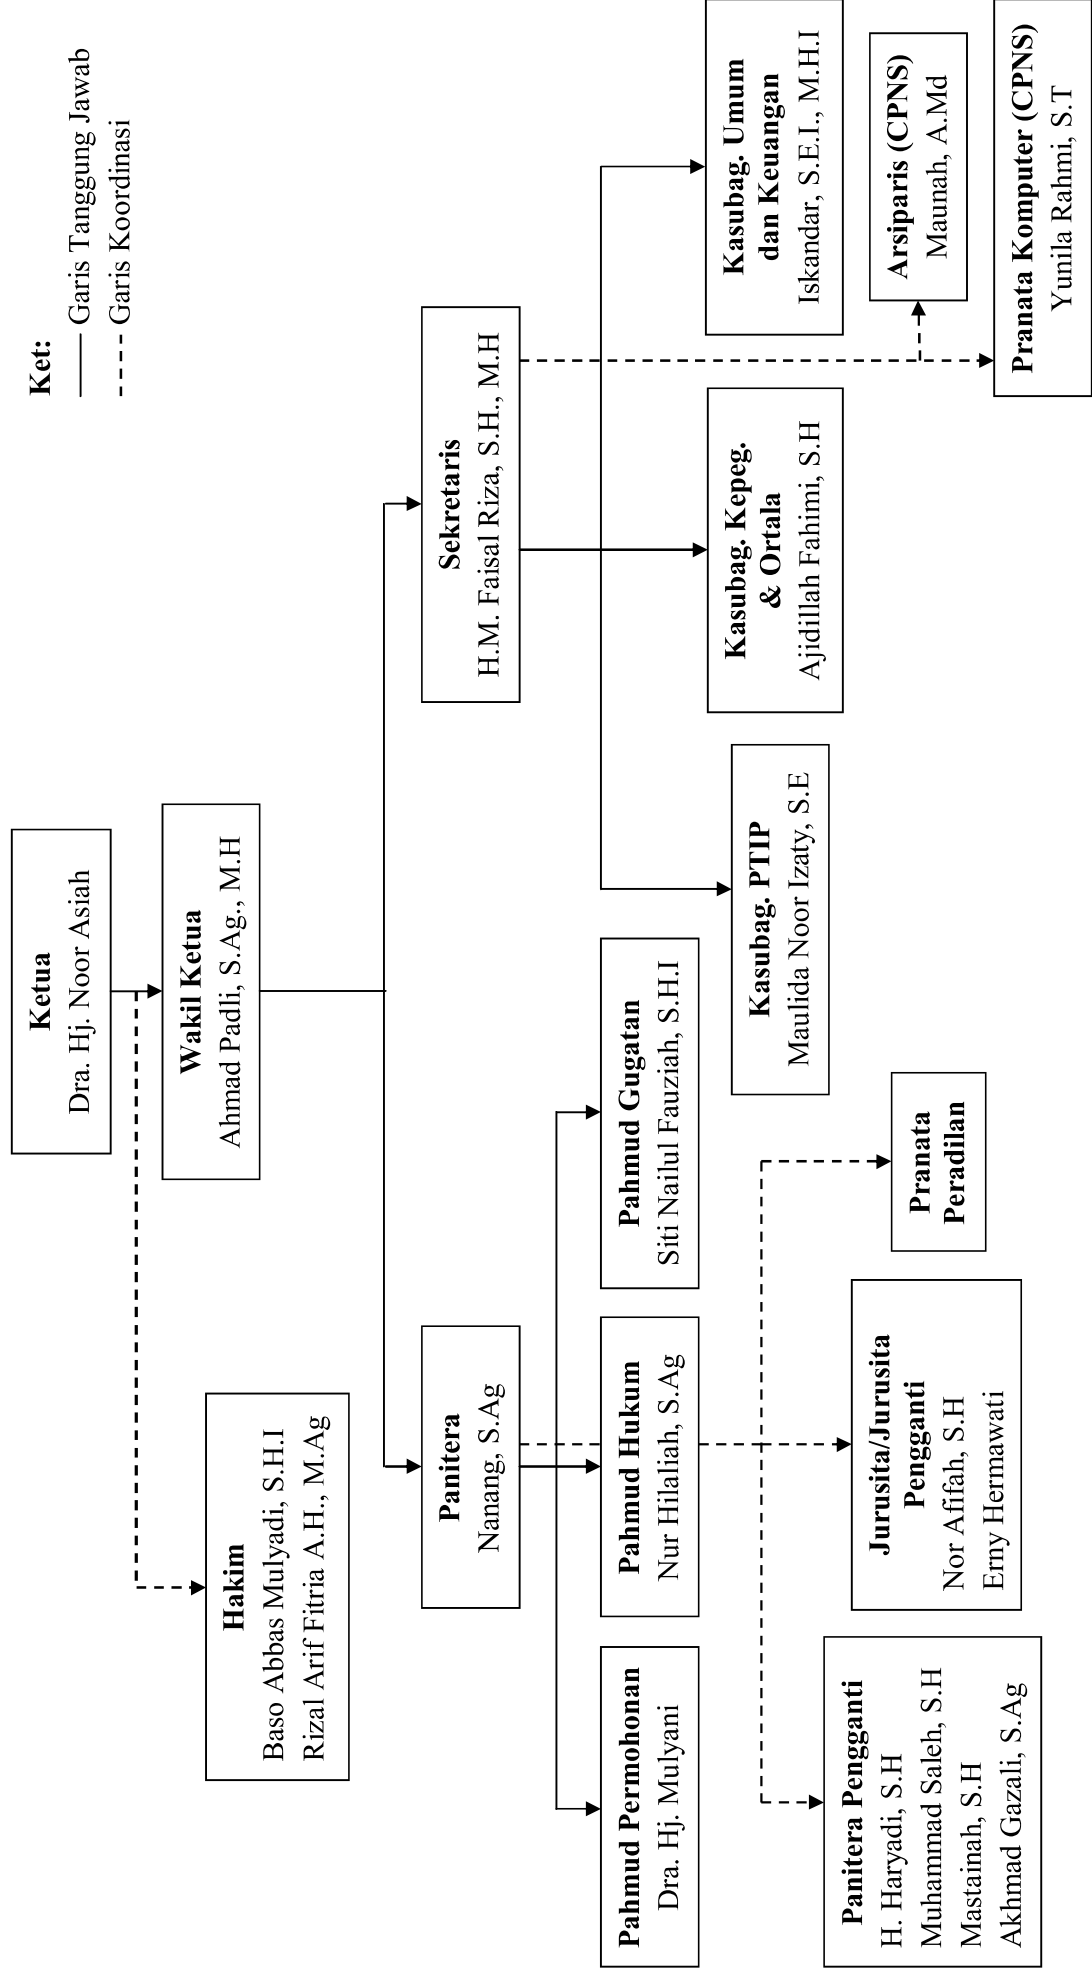 Ket:
Garis Tanggung Jawab
Garis Koordinasi
Ketua
Dra. Hj. Noor Asiah
Wakil Ketua
Ahmad Padli, S.Ag., M.H
Hakim
Baso Abbas Mulyadi, S.H.I
Rizal Arif Fitria A.H., M.Ag
Panitera
Nanang, S.Ag
Sekretaris
H.M. Faisal Riza, S.H., M.H
Pahmud Permohonan
Dra. Hj. Mulyani
Pahmud Hukum
Nur Hilaliah, S.Ag
Pahmud Gugatan
Siti Nailul Fauziah, S.H.I
Kasubag. PTIP
Maulida Noor Izaty, S.E
Kasubag. Kepeg.
& Ortala
Ajidillah Fahimi, S.H
Kasubag. Umum
dan Keuangan
Iskandar, S.E.I., M.H.I
Panitera Pengganti
H. Haryadi, S.H
Muhammad Saleh, S.H
Mastainah, S.H
Akhmad Gazali, S.Ag
Jurusita/Jurusita
Pengganti
Nor Afifah, S.H
Erny Hermawati
Pranata
Peradilan
Arsiparis (CPNS)
Maunah, A.Md
Pranata Komputer (CPNS)
Yunila Rahmi, S.T